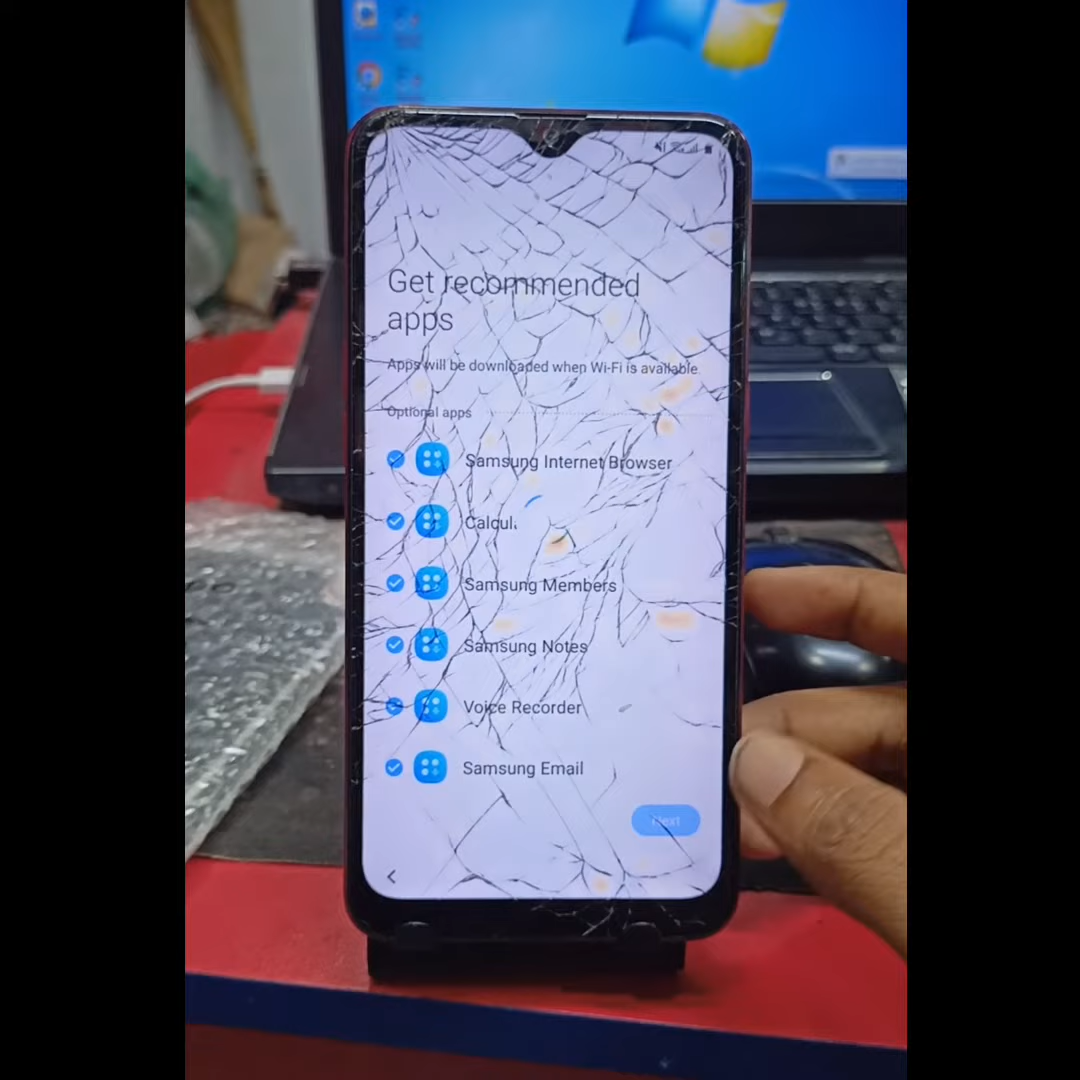 Get recommended
apps
Apps will be downloaded when Wi-Fi is available.
Optional apps
Samsung Internet Browser
Calcul
Samsung Members
Samsung Notes
Voice Recorder
Samsung Email
Next